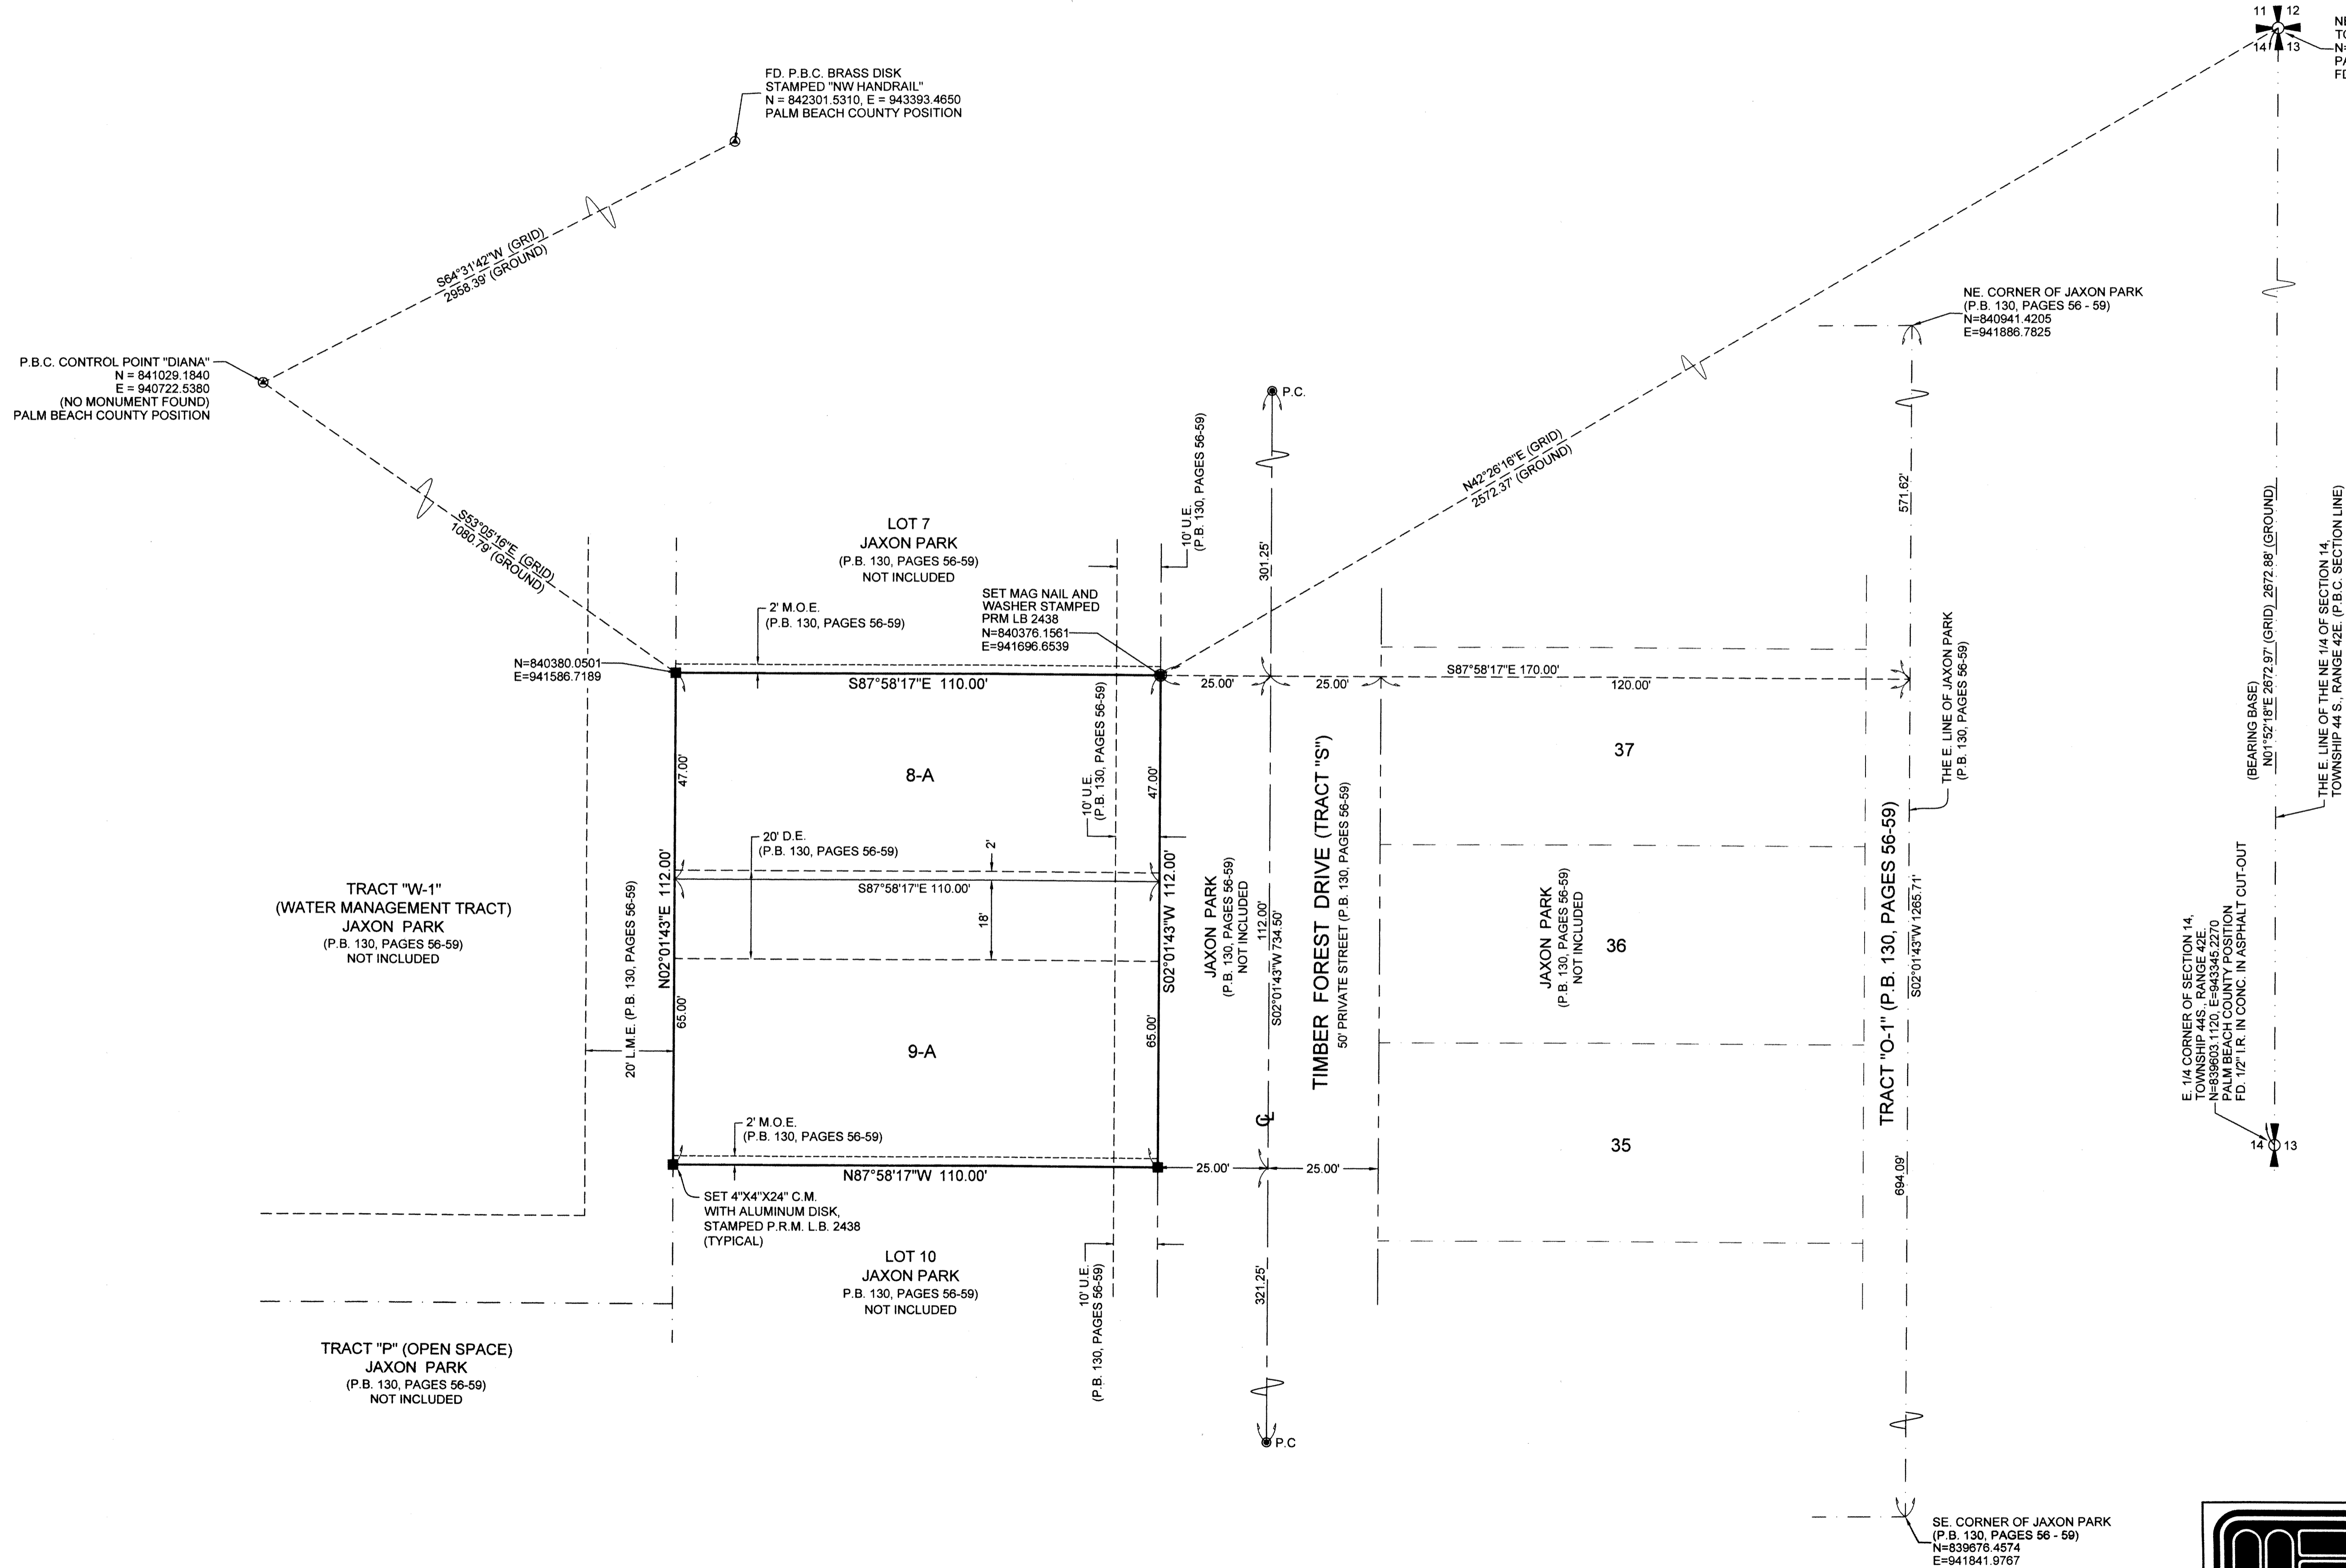 11 12
14 13
NE
TO
N=
PA
FD
FD. P.B.C. BRASS DISK
STAMPED "NW HANDRAIL"
N = 842301.5310, E = 943393.4650
PALM BEACH COUNTY POSITION
S64°31'42"W (GRID)
2958.39' (GROUND)
P.B.C. CONTROL POINT "DIANA"
N = 841029.1840
E = 940722.5380
(NO MONUMENT FOUND)
PALM BEACH COUNTY POSITION
S53°05'16"E (GRID)
1080.79' (GROUND)
NE. CORNER OF JAXON PARK
(P.B. 130, PAGES 56 - 59)
N=840941.4205
E=941886.7825
P.C.
N42°26'16"E (GRID)
2572.37' (GROUND)
10' U.E.
(P.B. 130, PAGES 56-59)
301.25'
571.62'
LOT 7
JAXON PARK
(P.B. 130, PAGES 56-59)
NOT INCLUDED
2' M.O.E.
(P.B. 130, PAGES 56-59)
SET MAG NAIL AND
WASHER STAMPED
PRM LB 2438
N=840376.1561
E=941696.6539
N=840380.0501
E=941586.7189
S87°58'17"E 110.00'
25.00'
25.00'
S87°58'17"E 170.00'
120.00'
47.00'
8-A
10' U.E.
(P.B. 130, PAGES 56-59)
47.00'
20' D.E.
(P.B. 130, PAGES 56-59)
2'
S87°58'17"E 110.00'
18'
N02°01'43"E 112.00'
S02°01'43"W 112.00'
65.00'
65.00'
9-A
2' M.O.E.
(P.B. 130, PAGES 56-59)
N87°58'17"W 110.00'
20' L.M.E. (P.B. 130, PAGES 56-59)
TRACT "W-1"
(WATER MANAGEMENT TRACT)
JAXON PARK
(P.B. 130, PAGES 56-59)
NOT INCLUDED
JAXON PARK
(P.B. 130, PAGES 56-59)
NOT INCLUDED
112.00'
S02°01'43"W 734.50'
TIMBER FOREST DRIVE (TRACT "S")
50' PRIVATE STREET (P.B. 130, PAGES 56-59)
CL
25.00'
25.00'
37
JAXON PARK
(P.B. 130, PAGES 56-59)
NOT INCLUDED
36
35
TRACT "O-1" (P.B. 130, PAGES 56-59)
S02°01'43"W 1265.71'
THE E. LINE OF JAXON PARK
(P.B. 130, PAGES 56-59)
694.09'
(BEARING BASE)
N01°52'18"E 2672.97' (GRID) 2672.88' (GROUND)
THE E. LINE OF THE NE 1/4 OF SECTION 14,
TOWNSHIP 44 S., RANGE 42E. (P.B.C. SECTION LINE)
E. 1/4 CORNER OF SECTION 14,
TOWNSHIP 44S., RANGE 42E.
N=839603.1120, E=943345.2270
PALM BEACH COUNTY POSITION
FD. 1/2" I.R. IN CONC. IN ASPHALT CUT-OUT
14 13
SET 4"X4"X24" C.M.
WITH ALUMINUM DISK,
STAMPED P.R.M. L.B. 2438
(TYPICAL)
LOT 10
JAXON PARK
P.B. 130, PAGES 56-59)
NOT INCLUDED
10' U.E.
(P.B. 130, PAGES 56-59)
321.25'
P.C
TRACT "P" (OPEN SPACE)
JAXON PARK
(P.B. 130, PAGES 56-59)
NOT INCLUDED
SE. CORNER OF JAXON PARK
(P.B. 130, PAGES 56 - 59)
N=839676.4574
E=941841.9767